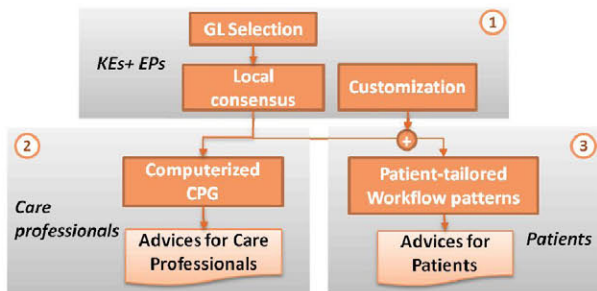 GL Selection
1
KEs+ EPs
Local
consensus
Customization
+
2
3
Computerized
CPG
Patient-tailored
Workflow patterns
Care
professionals
Advices for Care
Professionals
Advices for
Patients
Patients